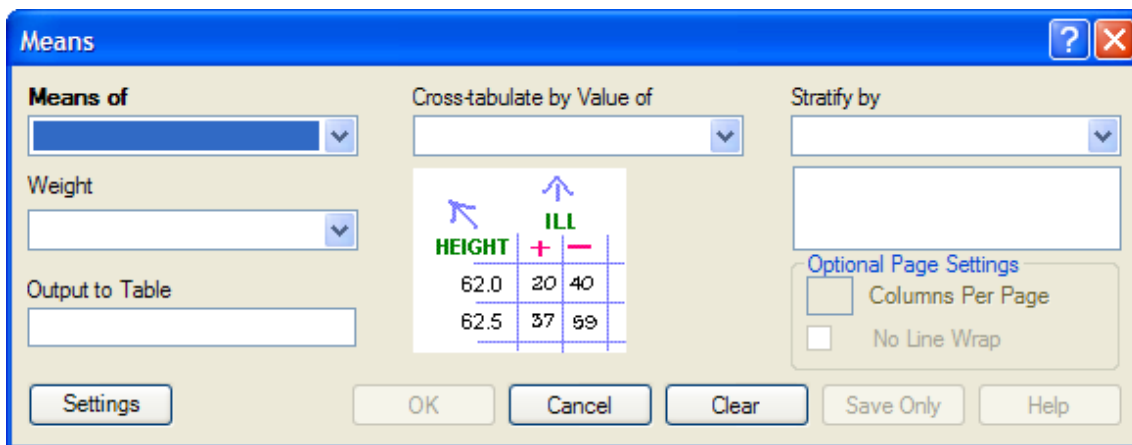 Means
Means of
Cross-tabulate by Value of
Stratify by
Weight
Output to Table
ILL
HEIGHT + −
62.0 20 40
62.5 37 59
Optional Page Settings
Columns Per Page
No Line Wrap
Settings
OK
Cancel
Clear
Save Only
Help